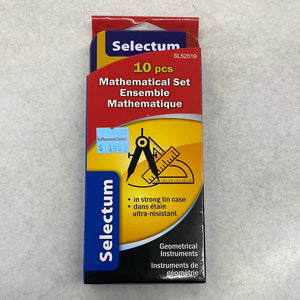 Selectum
SL52519
10 pcs
Mathematical Set
Ensemble
Mathematique
• in strong tin case
• dans étain
ultra-résistant
Selectum
Geometrical
Instruments
Instruments de
géométrie